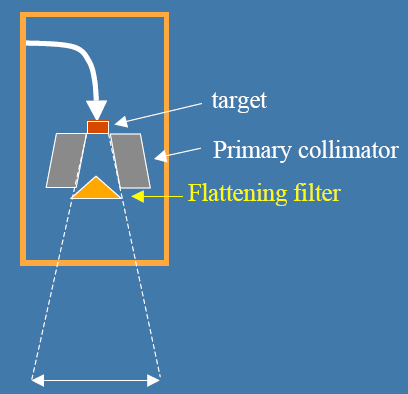 target
Primary collimator
Flattening filter